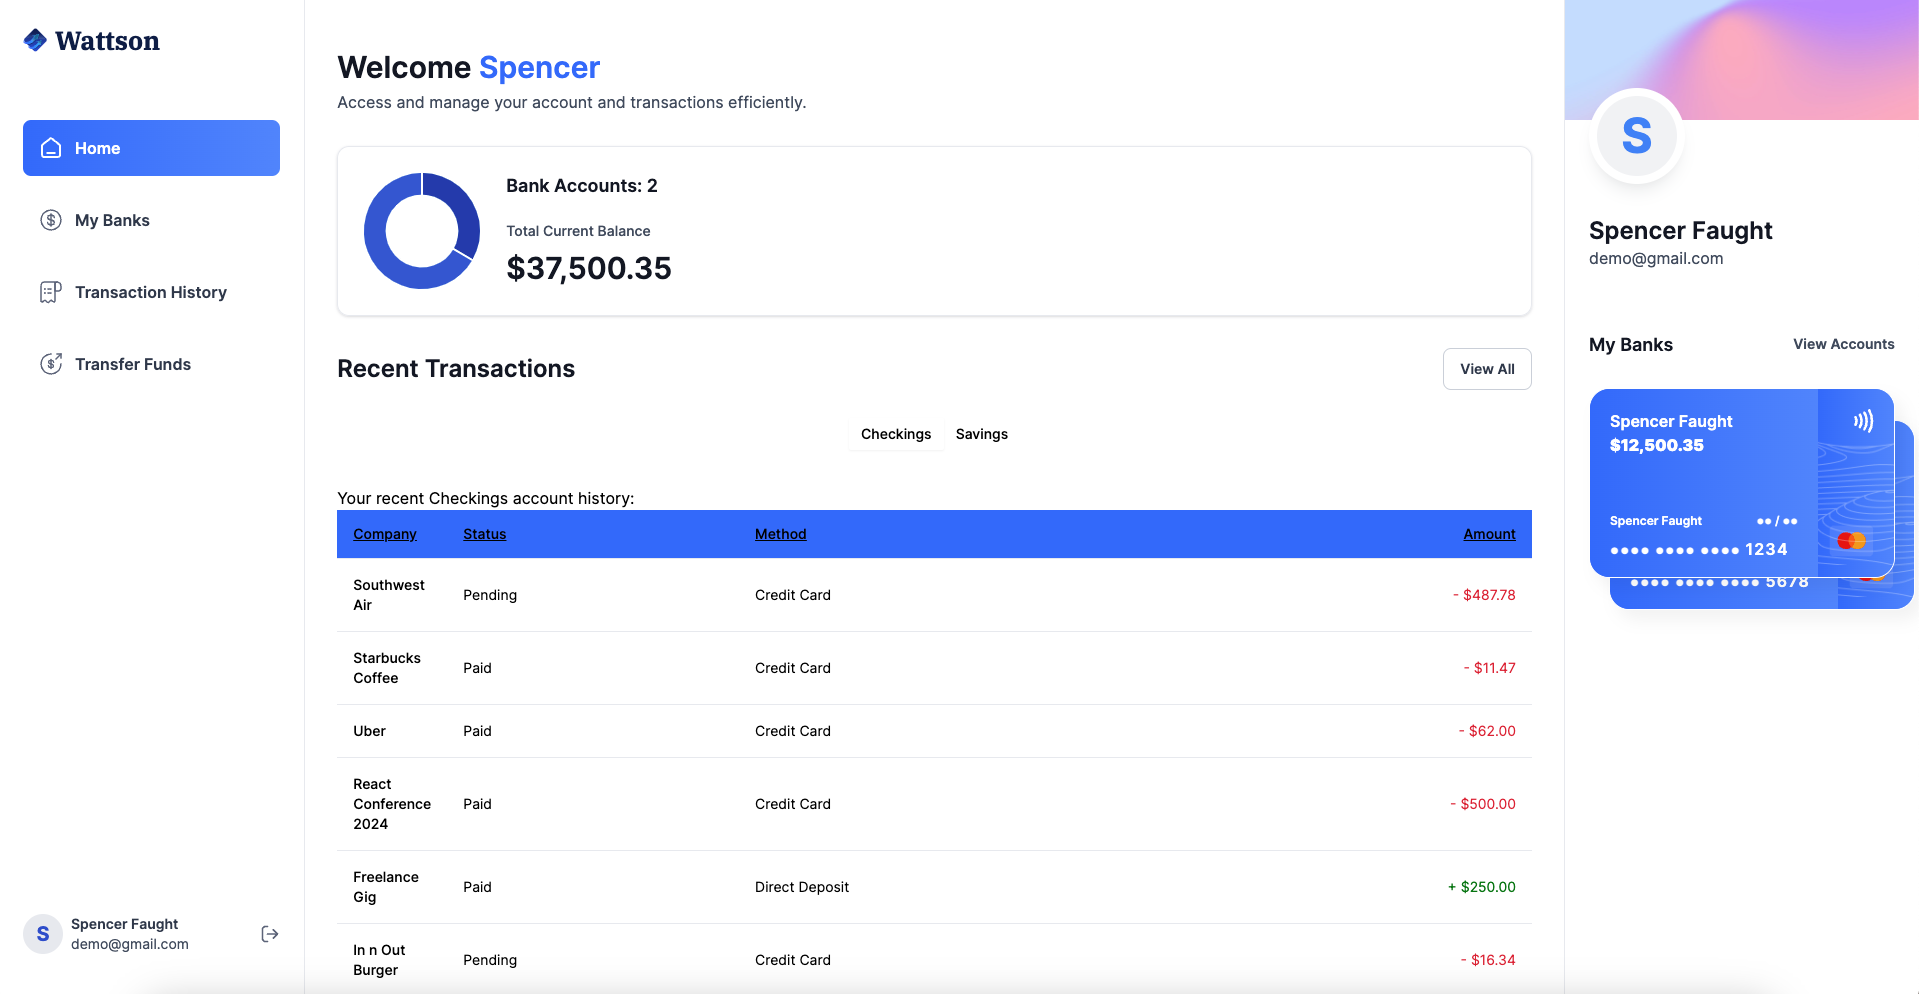 Wattson
Home
My Banks
Transaction History
Transfer Funds
S
Spencer Faught
demo@gmail.com
Welcome Spencer
Access and manage your account and transactions efficiently.
Bank Accounts: 2
Total Current Balance
$37,500.35
Recent Transactions
View All
Checkings Savings
Your recent Checkings account history:
Company Status Method Amount
Southwest
Air
Pending Credit Card - $487.78
Starbucks
Coffee
Paid Credit Card - $11.47
Uber Paid Credit Card - $62.00
React
Conference
2024
Paid Credit Card - $500.00
Freelance
Gig
Paid Direct Deposit + $250.00
In n Out
Burger
Pending Credit Card - $16.34
S
Spencer Faught
demo@gmail.com
My Banks View Accounts
Spencer Faught
$12,500.35
Spencer Faught ●● / ●●
●●●● ●●●● ●●●● 1234
●●●● ●●●● ●●●● 5678